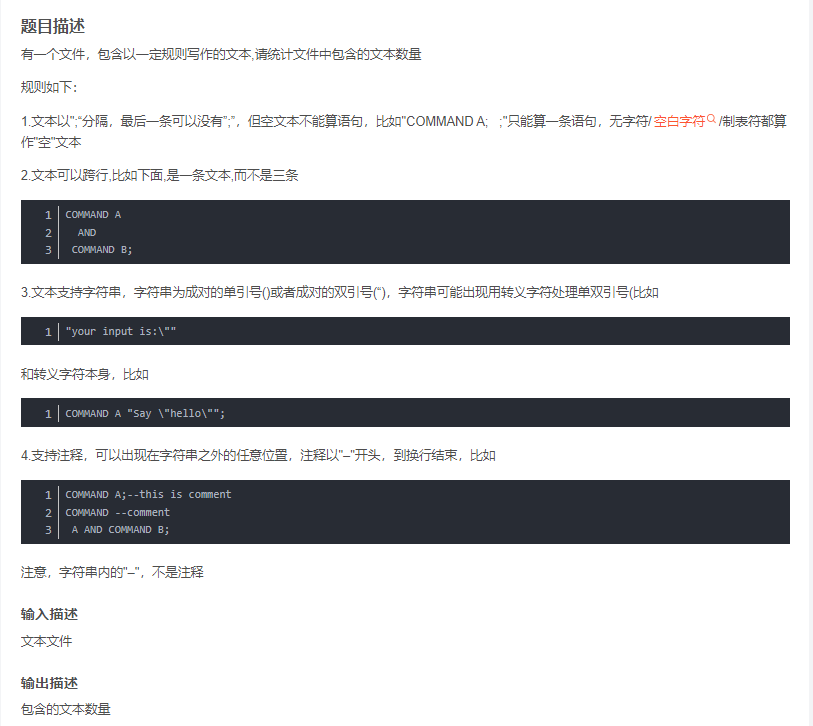 题目描述
有一个文件，包含以一定规则写作的文本,请统计文件中包含的文本数量
规则如下：
1.文本以";“分隔，最后一条可以没有”;”，但空文本不能算语句，比如"COMMAND A; ;"只能算一条语句，无字符/空白字符/制表符都算
作"空"文本
2.文本可以跨行,比如下面,是一条文本,而不是三条
1 COMMAND A
2 AND
3 COMMAND B;
3.文本支持字符串，字符串为成对的单引号()或者成对的双引号(“)，字符串可能出现用转义字符处理单双引号(比如
1 "your input is:\""
和转义字符本身，比如
1 COMMAND A "Say \"hello\"";
4.支持注释，可以出现在字符串之外的任意位置，注释以"–"开头，到换行结束，比如
1 COMMAND A;--this is comment
2 COMMAND --comment
3 A AND COMMAND B;
注意，字符串内的"–"，不是注释
输入描述
文本文件
输出描述
包含的文本数量